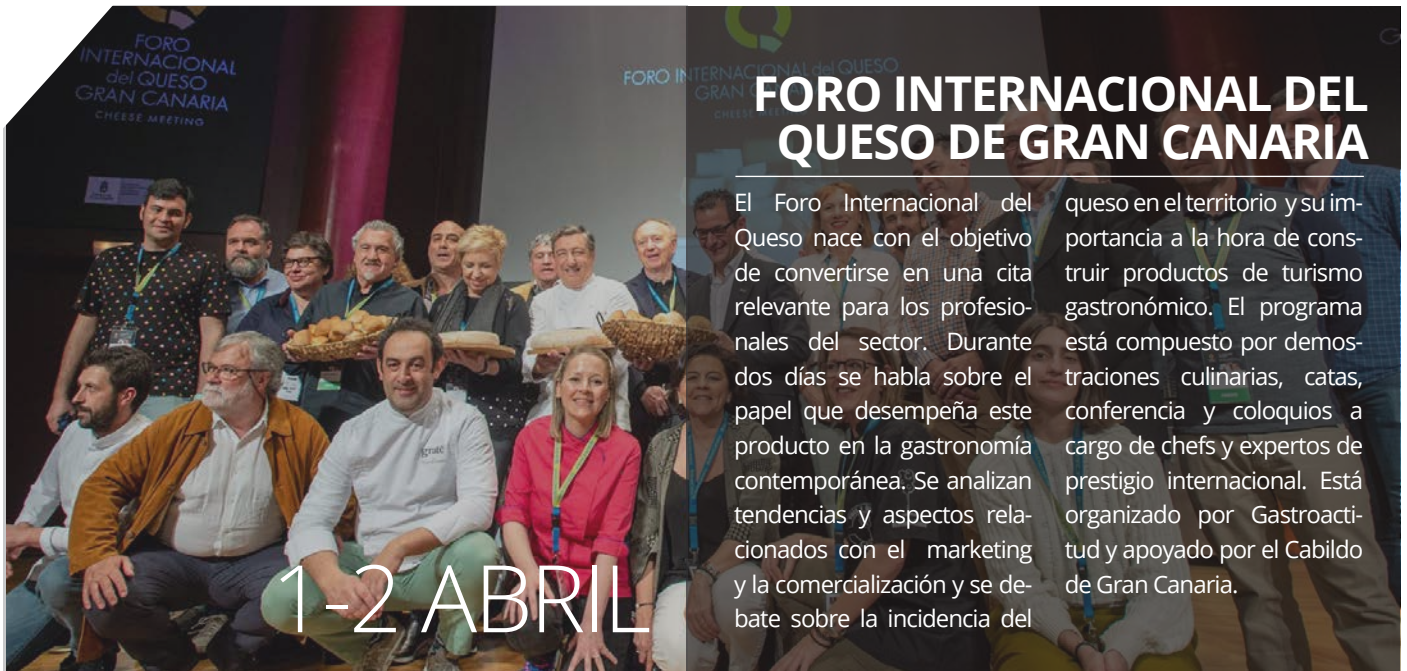 FORO
INTERNACIONAL
del QUESO
GRAN CANARIA
CHEESE MEETING
FORO INTERNACIONAL del QUESO
GRAN CANARIA
CHEESE MEETING
FORO INTERNACIONAL DEL
QUESO DE GRAN CANARIA
El Foro Internacional del
Queso nace con el objetivo
de convertirse en una cita
relevante para los profesio-
nales del sector. Durante
dos días se habla sobre el
papel que desempeña este
producto en la gastronomía
contemporánea. Se analizan
tendencias y aspectos rela-
cionados con el marketing
y la comercialización y se de-
bate sobre la incidencia del
queso en el territorio y su im-
portancia a la hora de cons-
truir productos de turismo
gastronómico. El programa
está compuesto por demos-
traciones culinarias, catas,
conferencia y coloquios a
cargo de chefs y expertos de
prestigio internacional. Está
organizado por Gastroacti-
tud y apoyado por el Cabildo
de Gran Canaria.
1-2 ABRIL